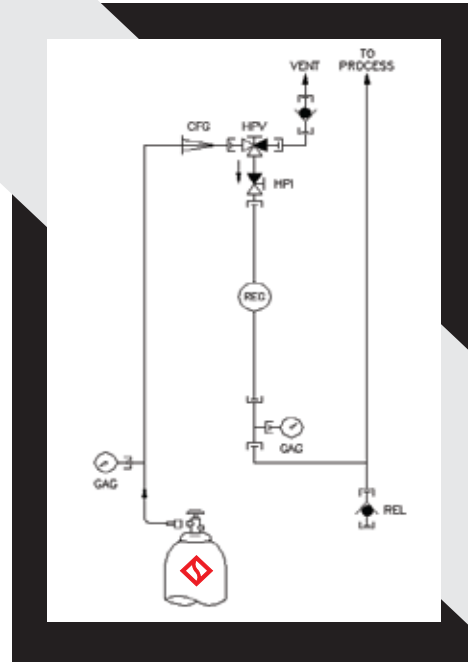 TO
VENT PROCESS
CFG HPV
HPI
REG
GAG
GAG
REL